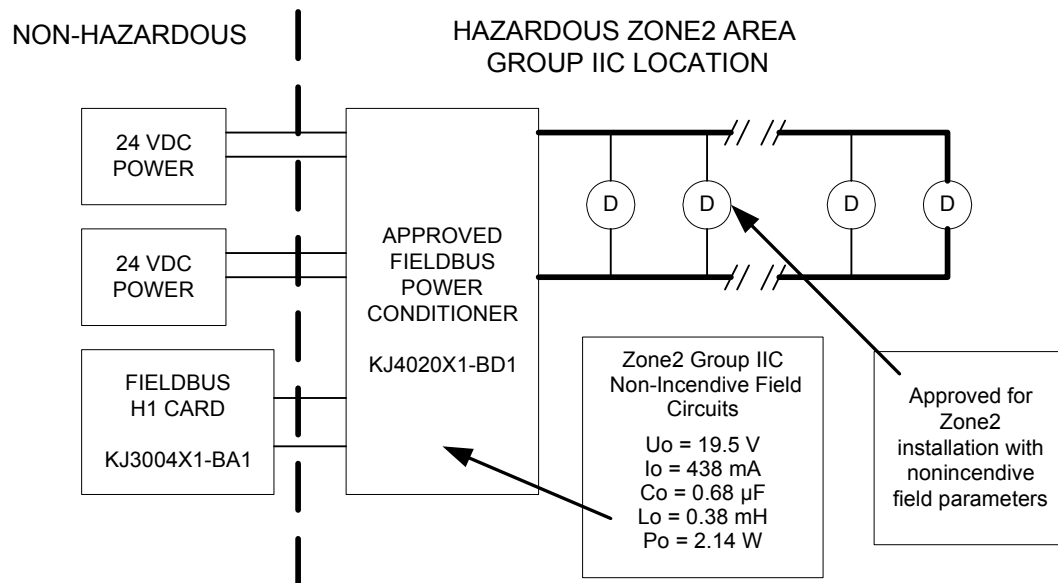 NON-HAZARDOUS
HAZARDOUS ZONE2 AREA
GROUP IIC LOCATION
24 VDC
POWER
24 VDC
POWER
FIELDBUS
H1 CARD
KJ3004X1-BA1
APPROVED
FIELDBUS
POWER
CONDITIONER
KJ4020X1-BD1
D
D
D
D
Zone2 Group IIC
Non-Incendive Field
Circuits
Uo = 19.5 V
Io = 438 mA
Co = 0.68 µF
Lo = 0.38 mH
Po = 2.14 W
Approved for
Zone2
installation with
nonincendive
field parameters